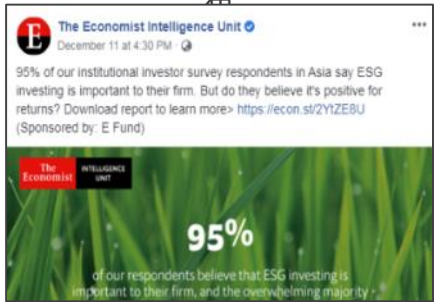 The Economist Intelligence Unit
December 11 at 4:30 PM ·
95% of our institutional investor survey respondents in Asia say ESG
investing is important to their firm. But do they believe it's positive for
returns? Download report to learn more> https://econ.st/2YtZE8U
(Sponsored by: E Fund)
The
Economist
INTELLIGENCE
UNIT
95%
of our respondents believe that ESG investing is
important to their firm, and the overwhelming majority